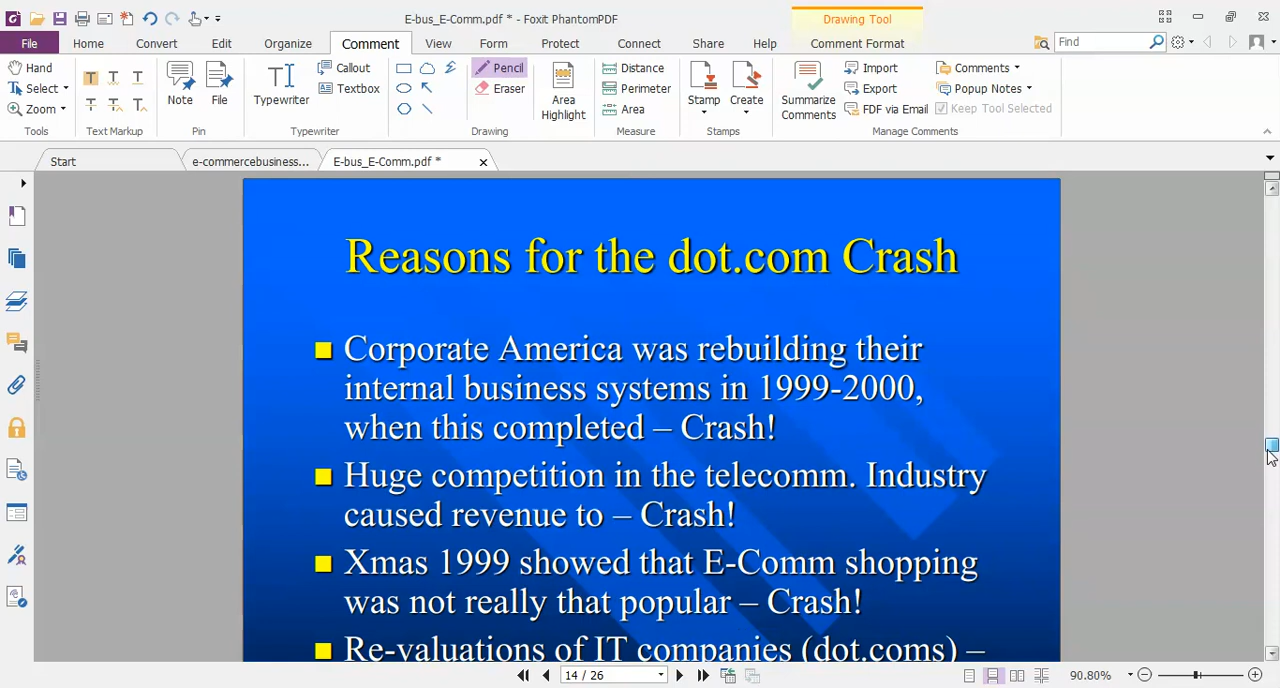 E-bus_E-Comm.pdf * - Foxit PhantomPDF
Drawing Tool
File Home Convert Edit Organize Comment View Form Protect Connect Share Help Comment Format Find
Hand
Select
Zoom
Tools
T T T
T T T
Text Markup
Note
File
Pin
Typewriter
Callout
Textbox
Typewriter
Pencil
Eraser
Drawing
Area
Highlight
Distance
Perimeter
Area
Measure
Stamp
Create
Stamps
Summarize
Comments
Import
Export
FDF via Email
Comments
Popup Notes
Keep Tool Selected
Manage Comments
Start
e-commercebusiness...
E-bus_E-Comm.pdf *
Reasons for the dot.com Crash
Corporate America was rebuilding their
internal business systems in 1999-2000,
when this completed – Crash!
Huge competition in the telecomm. Industry
caused revenue to – Crash!
Xmas 1999 showed that E-Comm shopping
was not really that popular – Crash!
Re-valuations of IT companies (dot.coms) –
14 / 26
90.80%